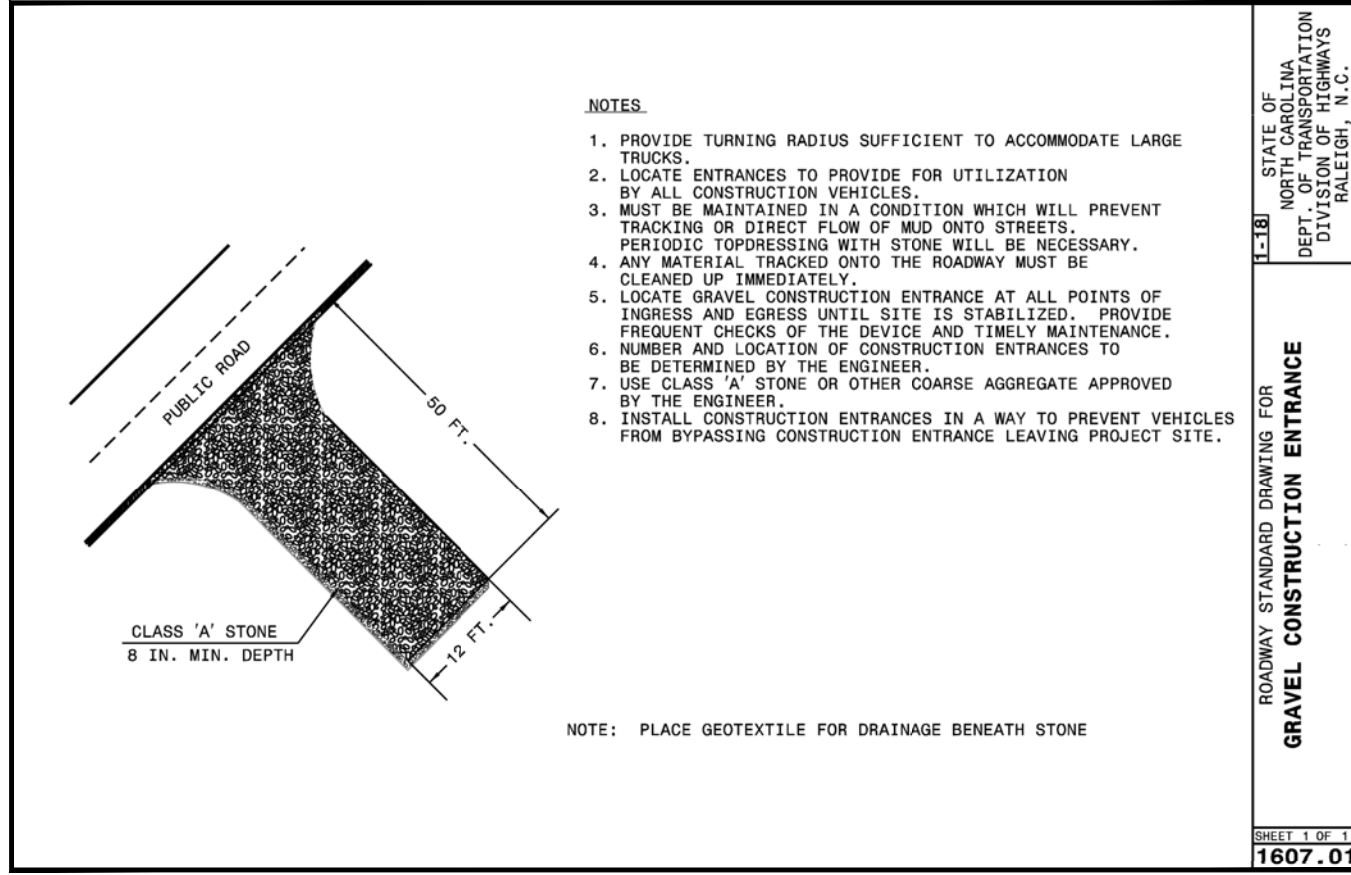 NOTES
1. PROVIDE TURNING RADIUS SUFFICIENT TO ACCOMMODATE LARGE
TRUCKS.
2. LOCATE ENTRANCES TO PROVIDE FOR UTILIZATION
BY ALL CONSTRUCTION VEHICLES.
3. MUST BE MAINTAINED IN A CONDITION WHICH WILL PREVENT
TRACKING OR DIRECT FLOW OF MUD ONTO STREETS.
PERIODIC TOPDRESSING WITH STONE WILL BE NECESSARY.
4. ANY MATERIAL TRACKED ONTO THE ROADWAY MUST BE
CLEANED UP IMMEDIATELY.
5. LOCATE GRAVEL CONSTRUCTION ENTRANCE AT ALL POINTS OF
INGRESS AND EGRESS UNTIL SITE IS STABILIZED. PROVIDE
FREQUENT CHECKS OF THE DEVICE AND TIMELY MAINTENANCE.
6. NUMBER AND LOCATION OF CONSTRUCTION ENTRANCES TO
BE DETERMINED BY THE ENGINEER.
7. USE CLASS 'A' STONE OR OTHER COARSE AGGREGATE APPROVED
BY THE ENGINEER.
8. INSTALL CONSTRUCTION ENTRANCES IN A WAY TO PREVENT VEHICLES
FROM BYPASSING CONSTRUCTION ENTRANCE LEAVING PROJECT SITE.
PUBLIC ROAD
50 FT.
12 FT.
CLASS 'A' STONE
8 IN. MIN. DEPTH
NOTE: PLACE GEOTEXTILE FOR DRAINAGE BENEATH STONE
1-18
STATE OF
NORTH CAROLINA
DEPT. OF TRANSPORTATION
DIVISION OF HIGHWAYS
RALEIGH, N.C.
ROADWAY STANDARD DRAWING FOR
GRAVEL CONSTRUCTION ENTRANCE
SHEET 1 OF 1
1607.01